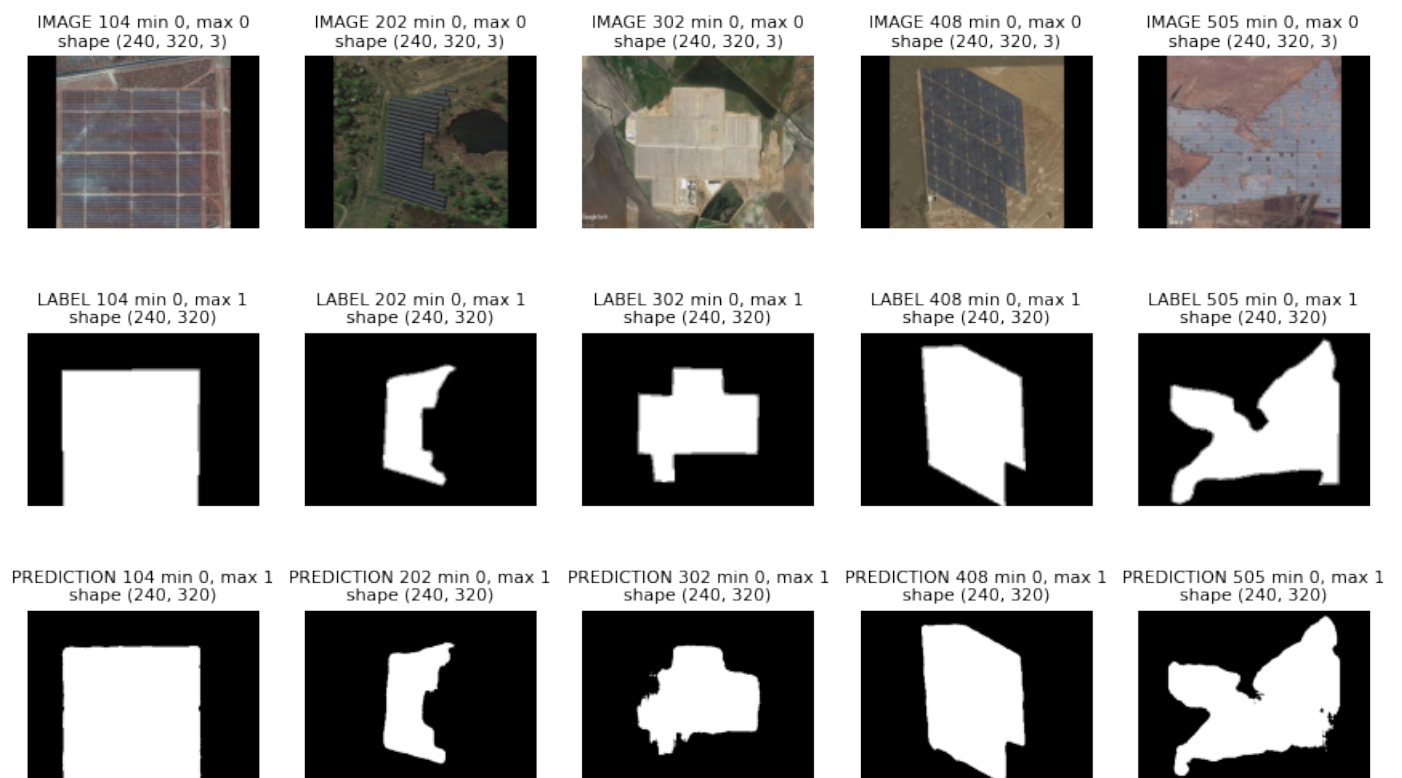 IMAGE 104 min 0, max 0
shape (240, 320, 3)
IMAGE 202 min 0, max 0
shape (240, 320, 3)
IMAGE 302 min 0, max 0
shape (240, 320, 3)
IMAGE 408 min 0, max 0
shape (240, 320, 3)
IMAGE 505 min 0, max 0
shape (240, 320, 3)
Google Earth
LABEL 104 min 0, max 1
shape (240, 320)
LABEL 202 min 0, max 1
shape (240, 320)
LABEL 302 min 0, max 1
shape (240, 320)
LABEL 408 min 0, max 1
shape (240, 320)
LABEL 505 min 0, max 1
shape (240, 320)
PREDICTION 104 min 0, max 1
shape (240, 320)
PREDICTION 202 min 0, max 1
shape (240, 320)
PREDICTION 302 min 0, max 1
shape (240, 320)
PREDICTION 408 min 0, max 1
shape (240, 320)
PREDICTION 505 min 0, max 1
shape (240, 320)